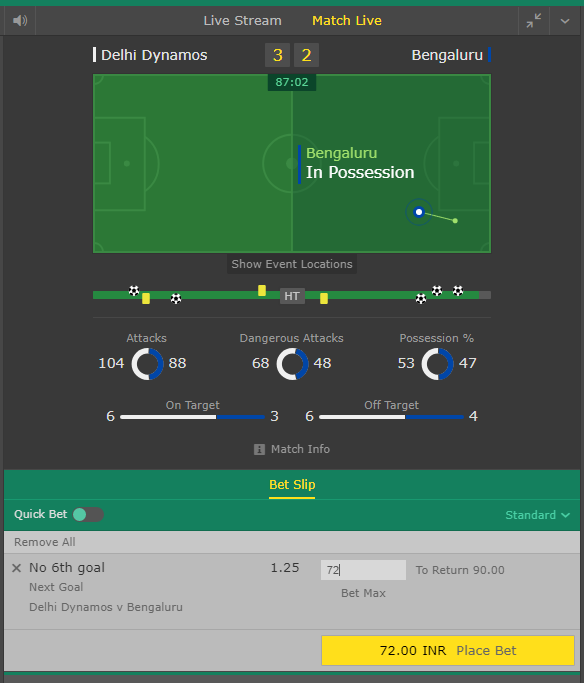 Live Stream Match Live
Delhi Dynamos 3 2 Bengaluru
87:02
Bengaluru
In Possession
Show Event Locations
HT
Attacks Dangerous Attacks Possession %
104 88 68 48 53 47
On Target Off Target
6 3 6 4
Match Info
Bet Slip
Quick Bet Standard
Remove All
No 6th goal 1.25 72 To Return 90.00
Next Goal Bet Max
Delhi Dynamos v Bengaluru
72.00 INR Place Bet